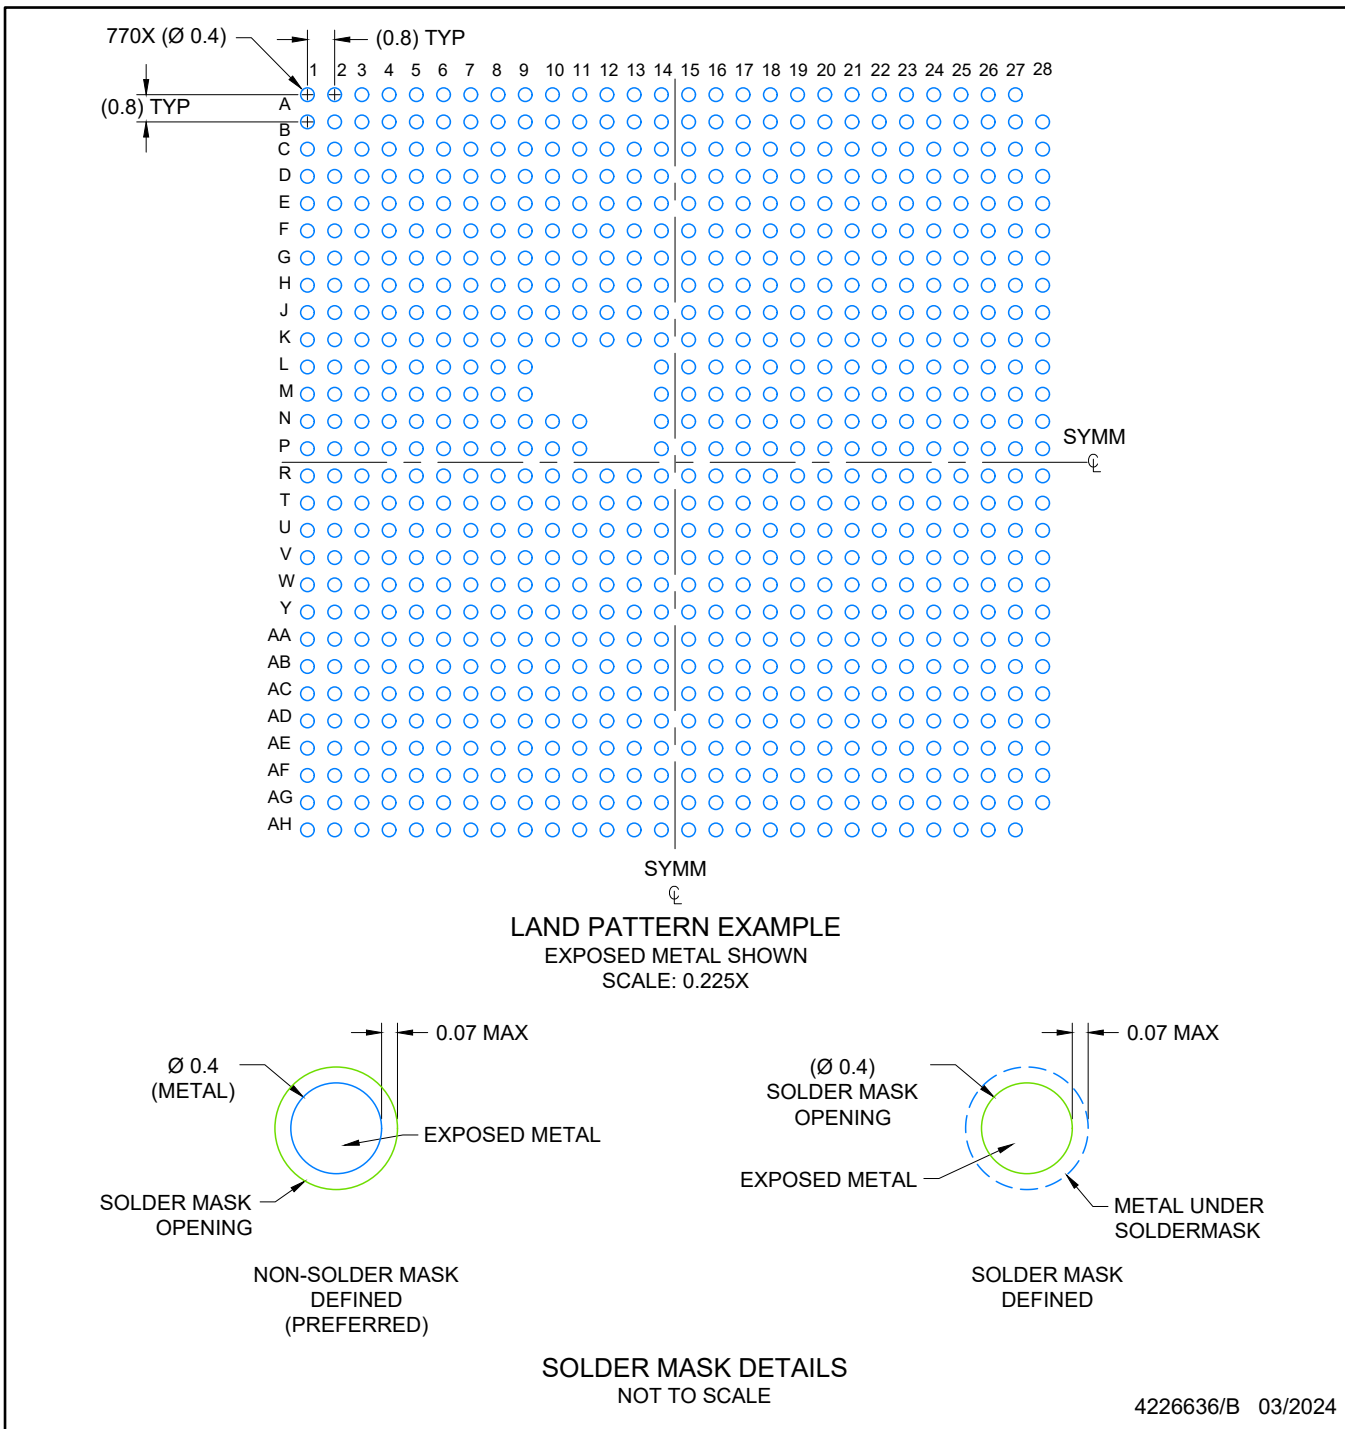 770X (Ø 0.4)
(0.8) TYP
(0.8) TYP
1 2 3 4 5 6 7 8 9 10 11 12 13 14 15 16 17 18 19 20 21 22 23 24 25 26 27 28
A
B
C
D
E
F
G
H
J
K
L
M
N
P
R
T
U
V
W
Y
AA
AB
AC
AD
AE
AF
AG
AH
SYMM
℄
SYMM
℄
LAND PATTERN EXAMPLE
EXPOSED METAL SHOWN
SCALE: 0.225X
0.07 MAX
Ø 0.4
(METAL)
EXPOSED METAL
SOLDER MASK
OPENING
NON-SOLDER MASK
DEFINED
(PREFERRED)
0.07 MAX
(Ø 0.4)
SOLDER MASK
OPENING
EXPOSED METAL
METAL UNDER
SOLDERMASK
SOLDER MASK
DEFINED
SOLDER MASK DETAILS
NOT TO SCALE
4226636/B 03/2024